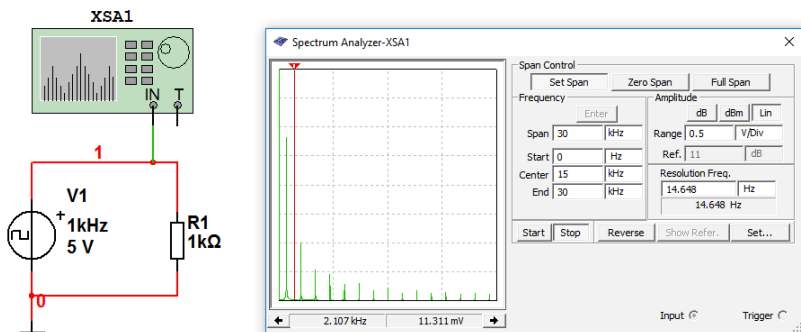 XSA1
IN T
1
V1
+
1kHz
5 V
R1
1kΩ
0
Spectrum Analyzer-XSA1
1
2.107 kHz 11.311 mV
Span Control
Set Span Zero Span Full Span
Frequency
Enter
Span 30 kHz
Start 0 Hz
Center 15 kHz
End 30 kHz
Amplitude
dB dBm Lin
Range 0.5 V/Div
Ref. 11 dB
Resolution Freq.
14.648 Hz
14.648 Hz
Start Stop Reverse Show Refer. Set...
Input Trigger